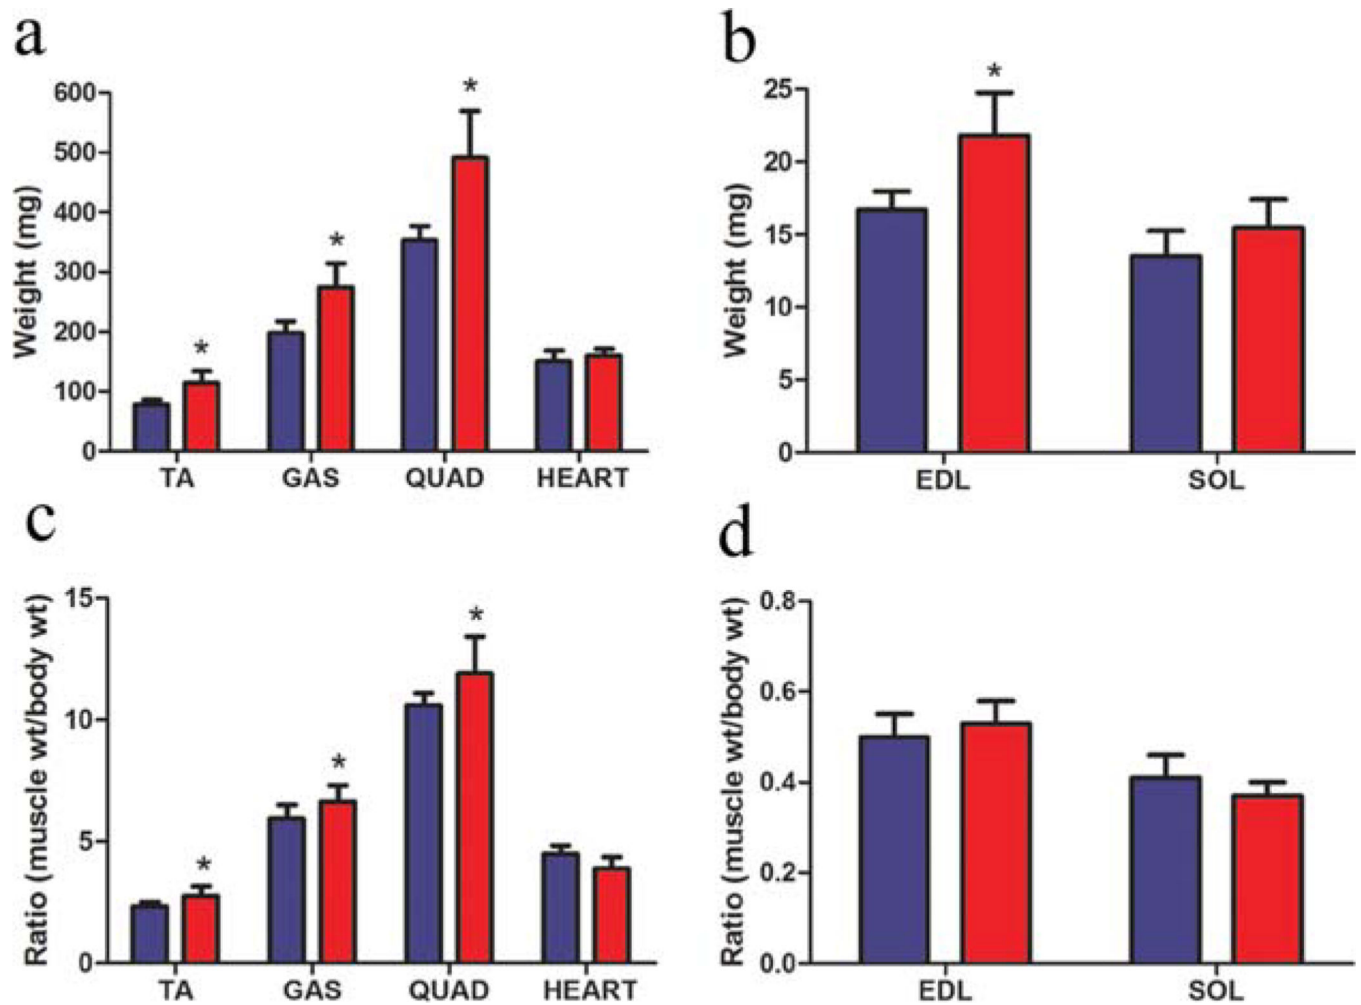 a
Weight (mg)
600
500
400
300
200
100
0
*
*
*
TA GAS QUAD HEART
b
Weight (mg)
25
20
15
10
5
0
*
EDL SOL
c
Ratio (muscle wt/body wt)
15
10
5
0
*
*
*
TA GAS QUAD HEART
d
Ratio (muscle wt/body wt)
0.8
0.6
0.4
0.2
0.0
EDL SOL